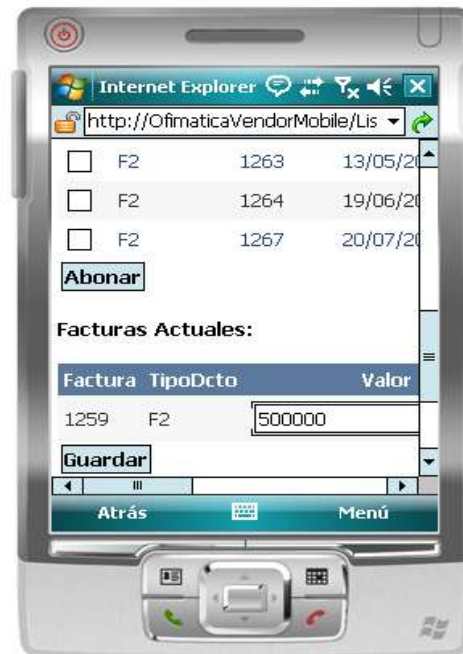 Internet Explorer
http://OfimaticaVendorMobile/Lis
F2 1263 13/05/20
F2 1264 19/06/20
F2 1267 20/07/20
Abonar
Facturas Actuales:
Factura TipoDcto Valor
1259 F2 500000
Guardar
Atrás Menú